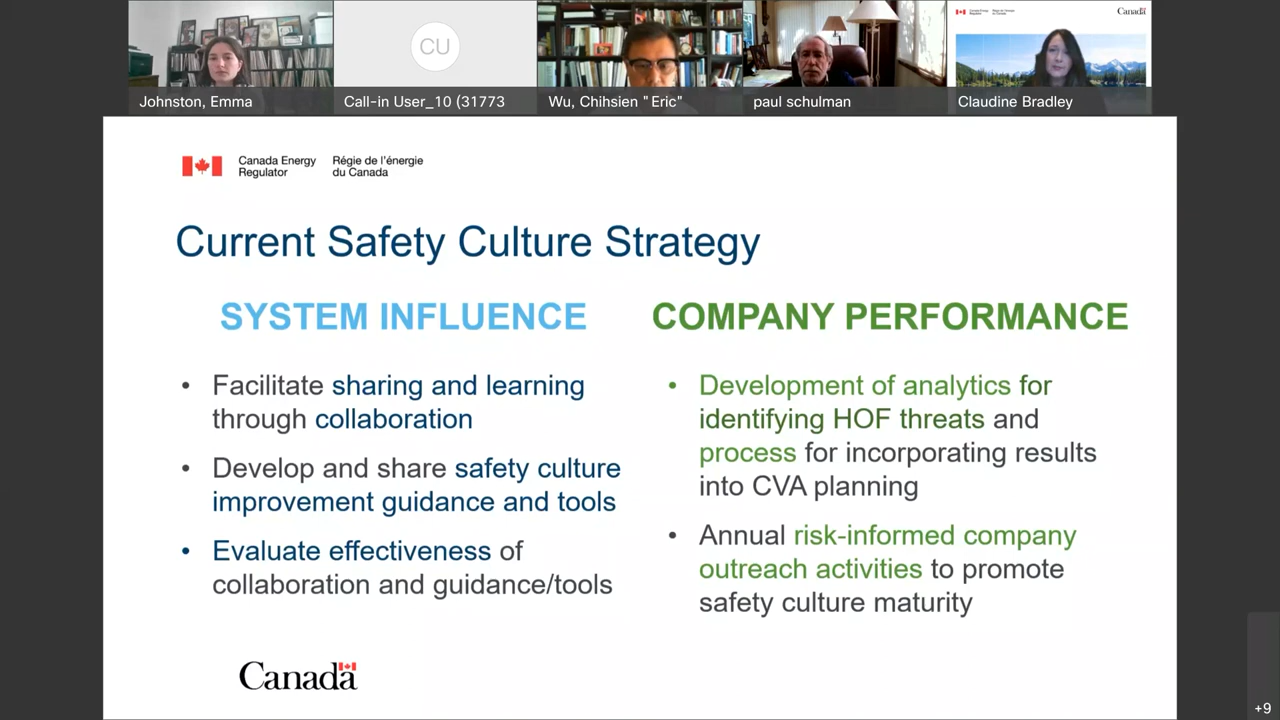 CU
Canada
Johnston, Emma
Call-in User_10 (31773
Wu, Chihsien "Eric"
paul schulman
Claudine Bradley
Canada Energy Regulator
Régie de l'énergie du Canada
Current Safety Culture Strategy
SYSTEM INFLUENCE
• Facilitate sharing and learning
through collaboration
• Develop and share safety culture
improvement guidance and tools
• Evaluate effectiveness of
collaboration and guidance/tools
COMPANY PERFORMANCE
• Development of analytics for
identifying HOF threats and
process for incorporating results
into CVA planning
• Annual risk-informed company
outreach activities to promote
safety culture maturity
Canada
+9